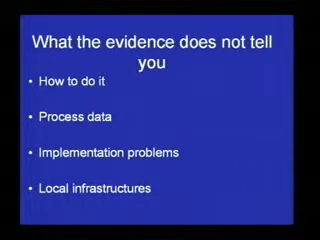 What the evidence does not tell
you
• How to do it
• Process data
• Implementation problems
• Local infrastructures